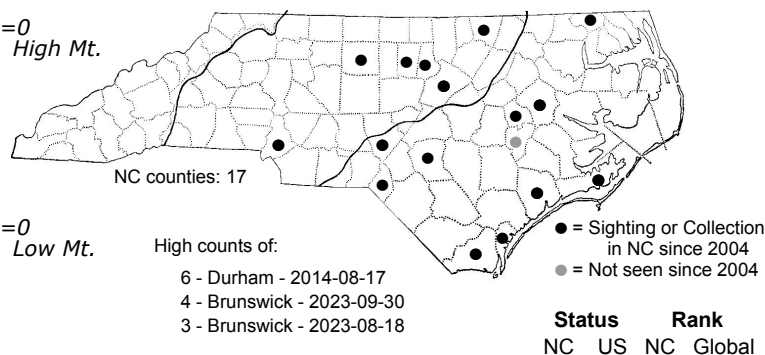 =0
High Mt.
NC counties: 17
=0
Low Mt.
High counts of:
6 - Durham - 2014-08-17
4 - Brunswick - 2023-09-30
3 - Brunswick - 2023-08-18
● = Sighting or Collection
in NC since 2004
● = Not seen since 2004
Status Rank
NC US NC Global